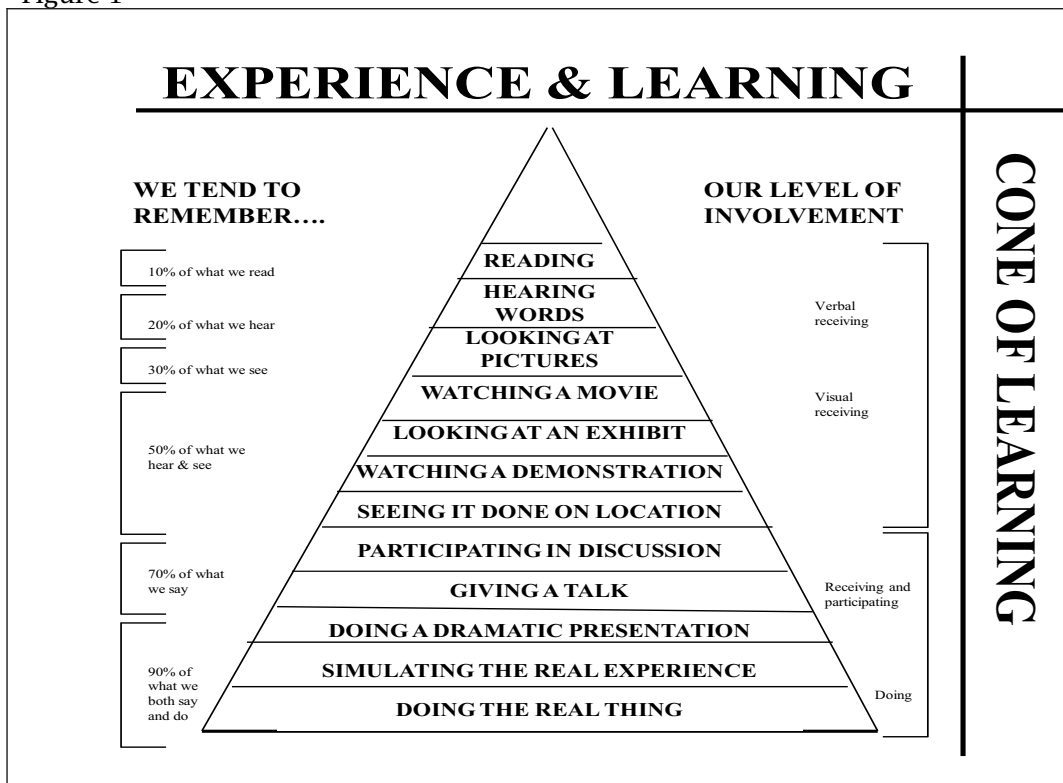 Figure 1
EXPERIENCE & LEARNING
CONE OF LEARNING
WE TEND TO
REMEMBER….
10% of what we read
20% of what we hear
30% of what we see
50% of what we
hear & see
70% of what
we say
90% of
what we
both say
and do
READING
HEARING
WORDS
LOOKING AT
PICTURES
WATCHING A MOVIE
LOOKING AT AN EXHIBIT
WATCHING A DEMONSTRATION
SEEING IT DONE ON LOCATION
PARTICIPATING IN DISCUSSION
GIVING A TALK
DOING A DRAMATIC PRESENTATION
SIMULATING THE REAL EXPERIENCE
DOING THE REAL THING
OUR LEVEL OF
INVOLVEMENT
Verbal
receiving
Visual
receiving
Receiving and
participating
Doing